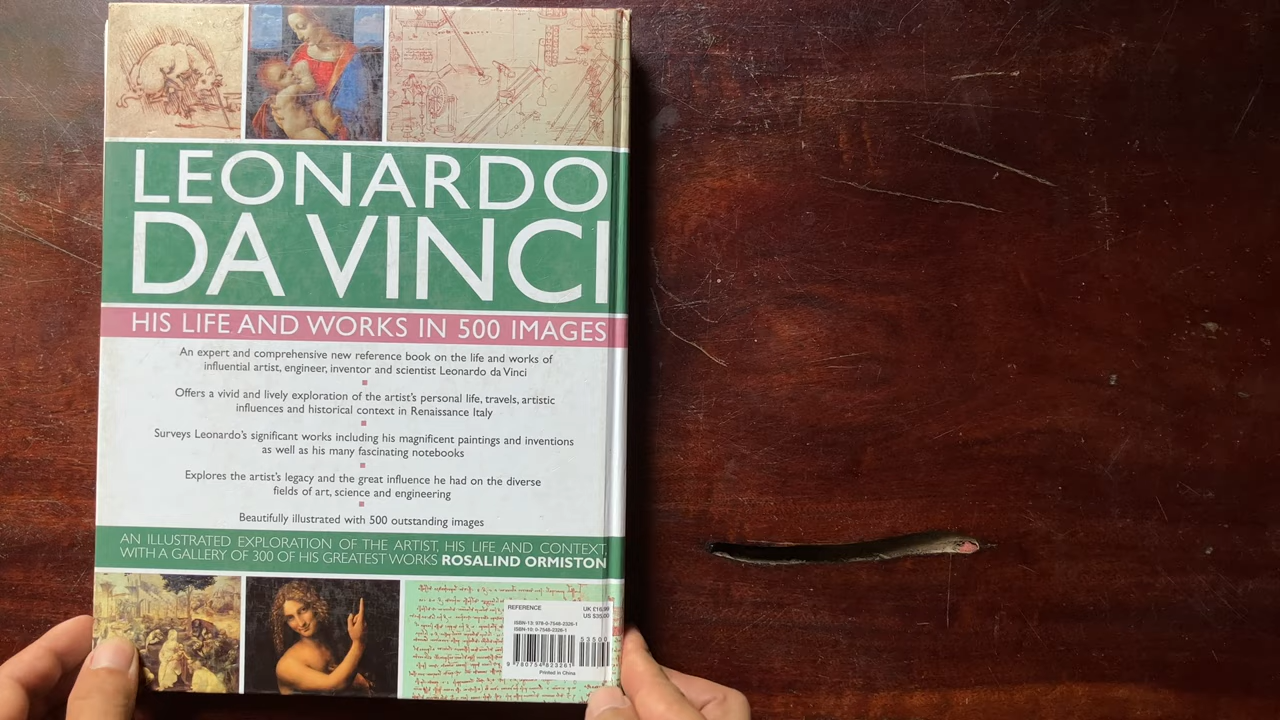 LEONARDO
DA VINCI
HIS LIFE AND WORKS IN 500 IMAGES
An expert and comprehensive new reference book on the life and works of
influential artist, engineer, inventor and scientist Leonardo da Vinci
Offers a vivid and lively exploration of the artist's personal life, travels, artistic
influences and historical context in Renaissance Italy
Surveys Leonardo's significant works including his magnificent paintings and inventions
as well as his many fascinating notebooks
Explores the artist's legacy and the great influence he had on the diverse
fields of art, science and engineering
Beautifully illustrated with 500 outstanding images
AN ILLUSTRATED EXPLORATION OF THE ARTIST, HIS LIFE AND CONTEXT,
WITH A GALLERY OF 300 OF HIS GREATEST WORKS ROSALIND ORMISTON
REFERENCE
UK £16.99
US $35.00
ISBN-13: 978-0-7548-2326-1
ISBN-10: 0-7548-2326-1
53500
9 780754 823261
Printed in China